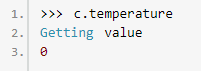 1. >>> c.temperature
2. Getting value
3. 0